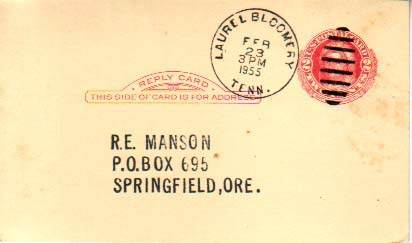 LAUREL BLOOMERY
FEB
23
3 PM
1955
TENN.
REPLY CARD
THIS SIDE OF CARD IS FOR ADDRESS
R.E. MANSON
P.O.BOX 695
SPRINGFIELD,ORE.